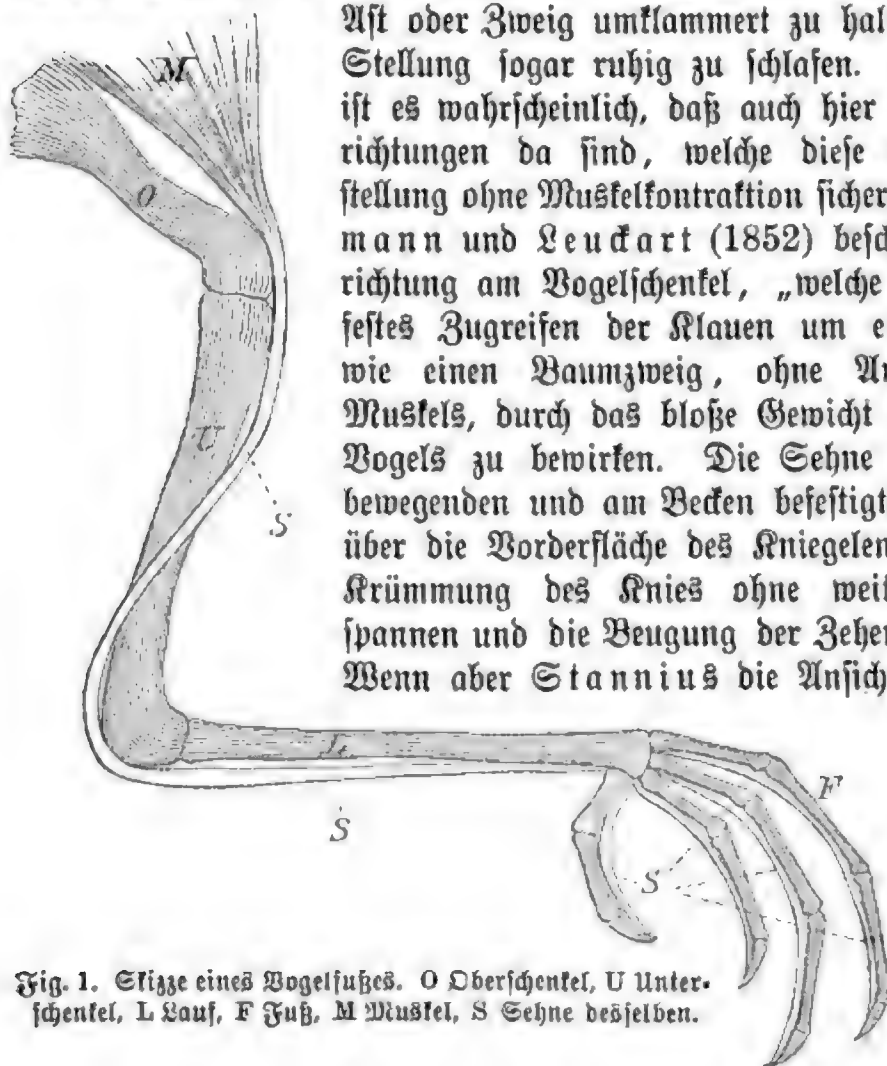 Ast oder Zweig umklammert zu hal
Stellung sogar ruhig zu schlafen.
ist es wahrscheinlich, daß auch hier
richtungen da sind, welche diese
stellung ohne Muskelkontraktion sicher
mann und Leuckart (1852) besch
richtung am Vogelschenkel, „welche
festes Zugreifen der Klauen um e
wie einen Baumzweig, ohne An
Muskels, durch das bloße Gewicht
Vogels zu bewirken. Die Sehne
bewegenden und am Becken befestigt
über die Vorderfläche des Kniegelen
Krümmung des Knies ohne weit
spannen und die Beugung der Zehen
Wenn aber Stannius die Ansich
M
O
U
S
L
S
F
S
Fig. 1. Skizze eines Vogelfußes. O Oberschenkel, U Unter-
schenkel, L Lauf, F Fuß, M Muskel, S Sehne desselben.